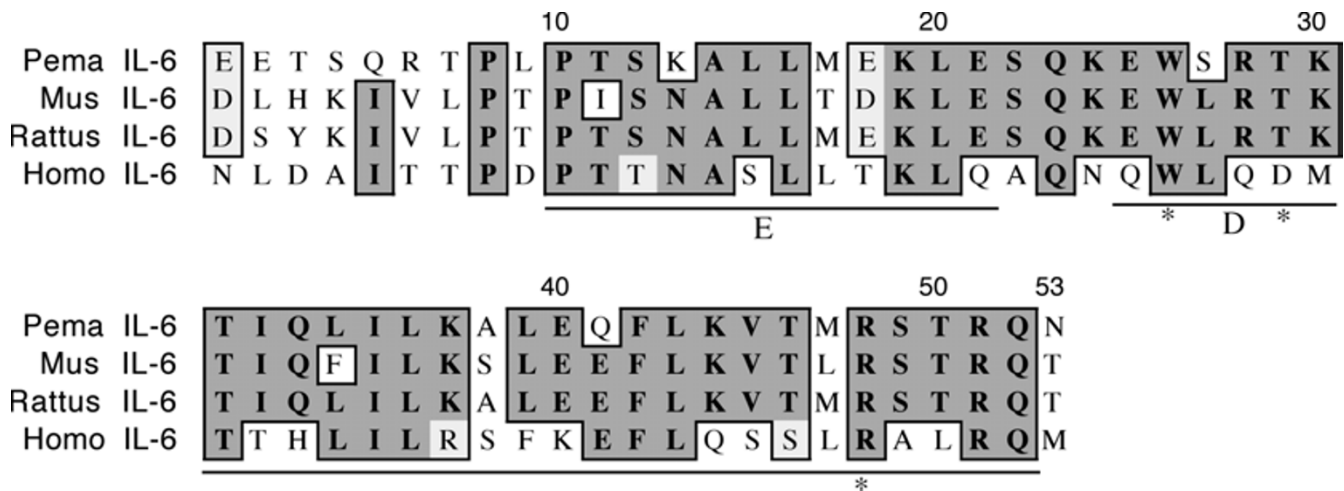 10 20 30
Pema IL-6 E E T S Q R T P L P T S K A L L M E K L E S Q K E W S R T K
Mus IL-6 D L H K I V L P T P I S N A L L T D K L E S Q K E W L R T K
Rattus IL-6 D S Y K I V L P T P T S N A L L M E K L E S Q K E W L R T K
Homo IL-6 N L D A I T T P D P T T N A S L L T K L Q A Q N Q W L Q D M
E * D *
40 50 53
Pema IL-6 T I Q L I L K A L E Q F L K V T M R S T R Q N
Mus IL-6 T I Q F I L K S L E E F L K V T L R S T R Q T
Rattus IL-6 T I Q L I L K A L E E F L K V T M R S T R Q T
Homo IL-6 T T H L I L R S F K E F L Q S S L R A L R Q M
*